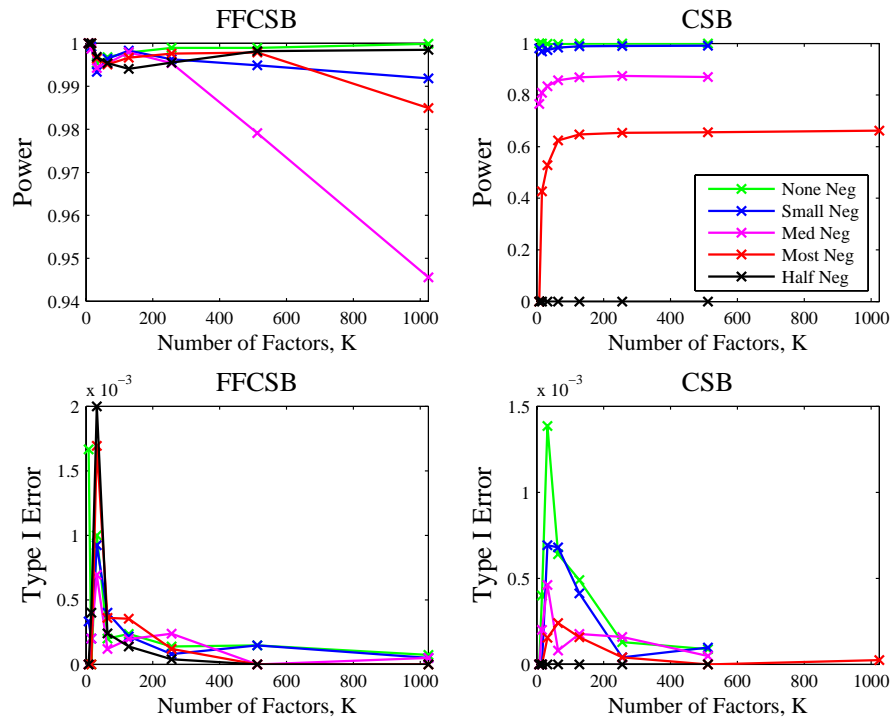 FFCSB
1
0.99
0.98
0.97
0.96
0.95
0.94
Power
0 200 400 600 800 1000
Number of Factors, K
CSB
1
0.8
0.6
0.4
0.2
0
Power
None Neg
Small Neg
Med Neg
Most Neg
Half Neg
0 200 400 600 800 1000
Number of Factors, K
FFCSB
x 10⁻³
2
1.5
1
0.5
0
Type I Error
0 200 400 600 800 1000
Number of Factors, K
CSB
x 10⁻³
1.5
1
0.5
0
Type I Error
0 200 400 600 800 1000
Number of Factors, K